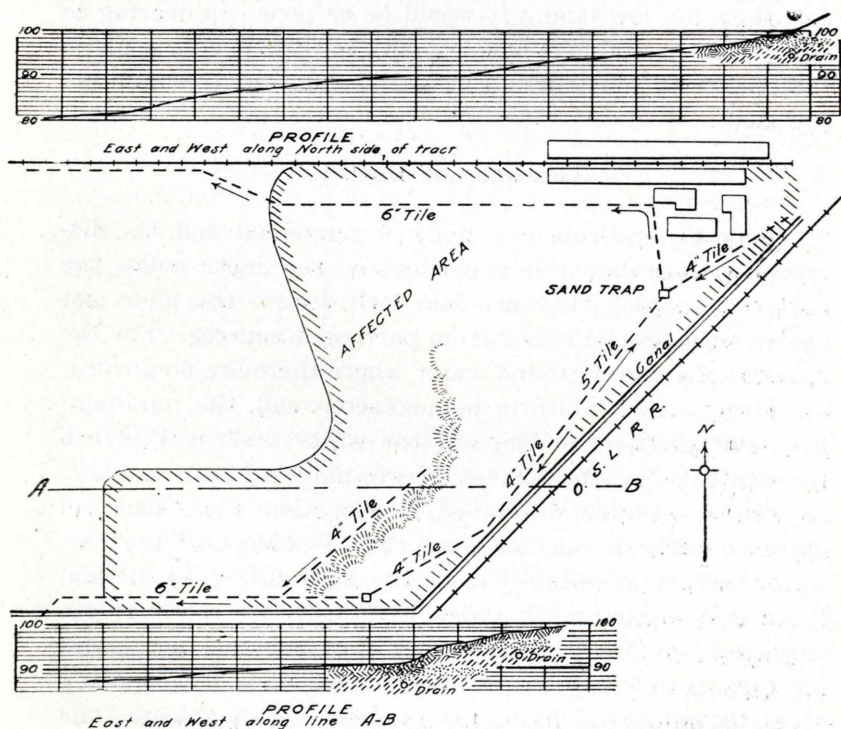 100
100
90
Drain
90
80
80
PROFILE
East and West along North side of tract
6" Tile
4" Tile
SAND TRAP
AFFECTED AREA
5" Tile
Canal
4" Tile
O. S. L. R.R.
N
A
B
4" Tile
4" Tile
6" Tile
100
100
90
Drain
90
Drain
PROFILE
East and West along line A-B